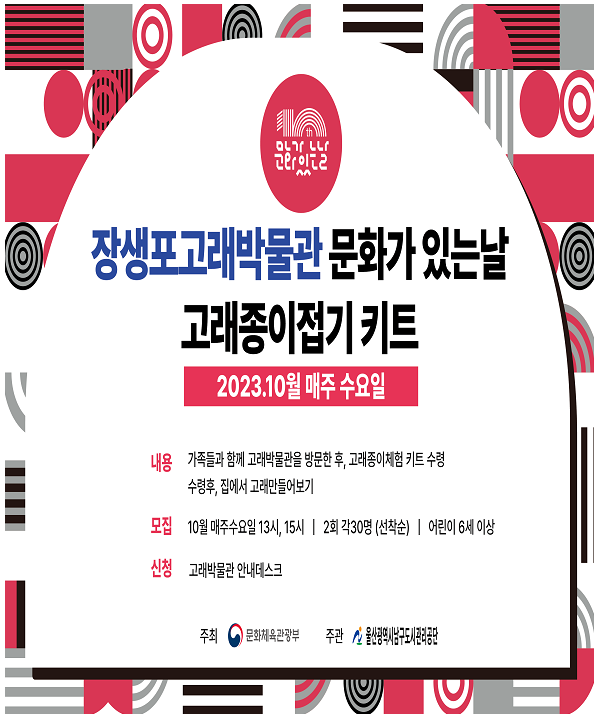 10th
문화가 있는 날
장생포고래박물관 문화가 있는날
고래종이접기 키트
2023.10월 매주 수요일
내용 가족들과 함께 고래박물관을 방문한 후, 고래종이체험 키트 수령
수령후, 집에서 고래만들어보기
모집 10월 매주수요일 13시, 15시 | 2회 각30명 (선착순) | 어린이 6세 이상
신청 고래박물관 안내데스크
주최 문화체육관광부 주관 울산광역시남구도시관리공단